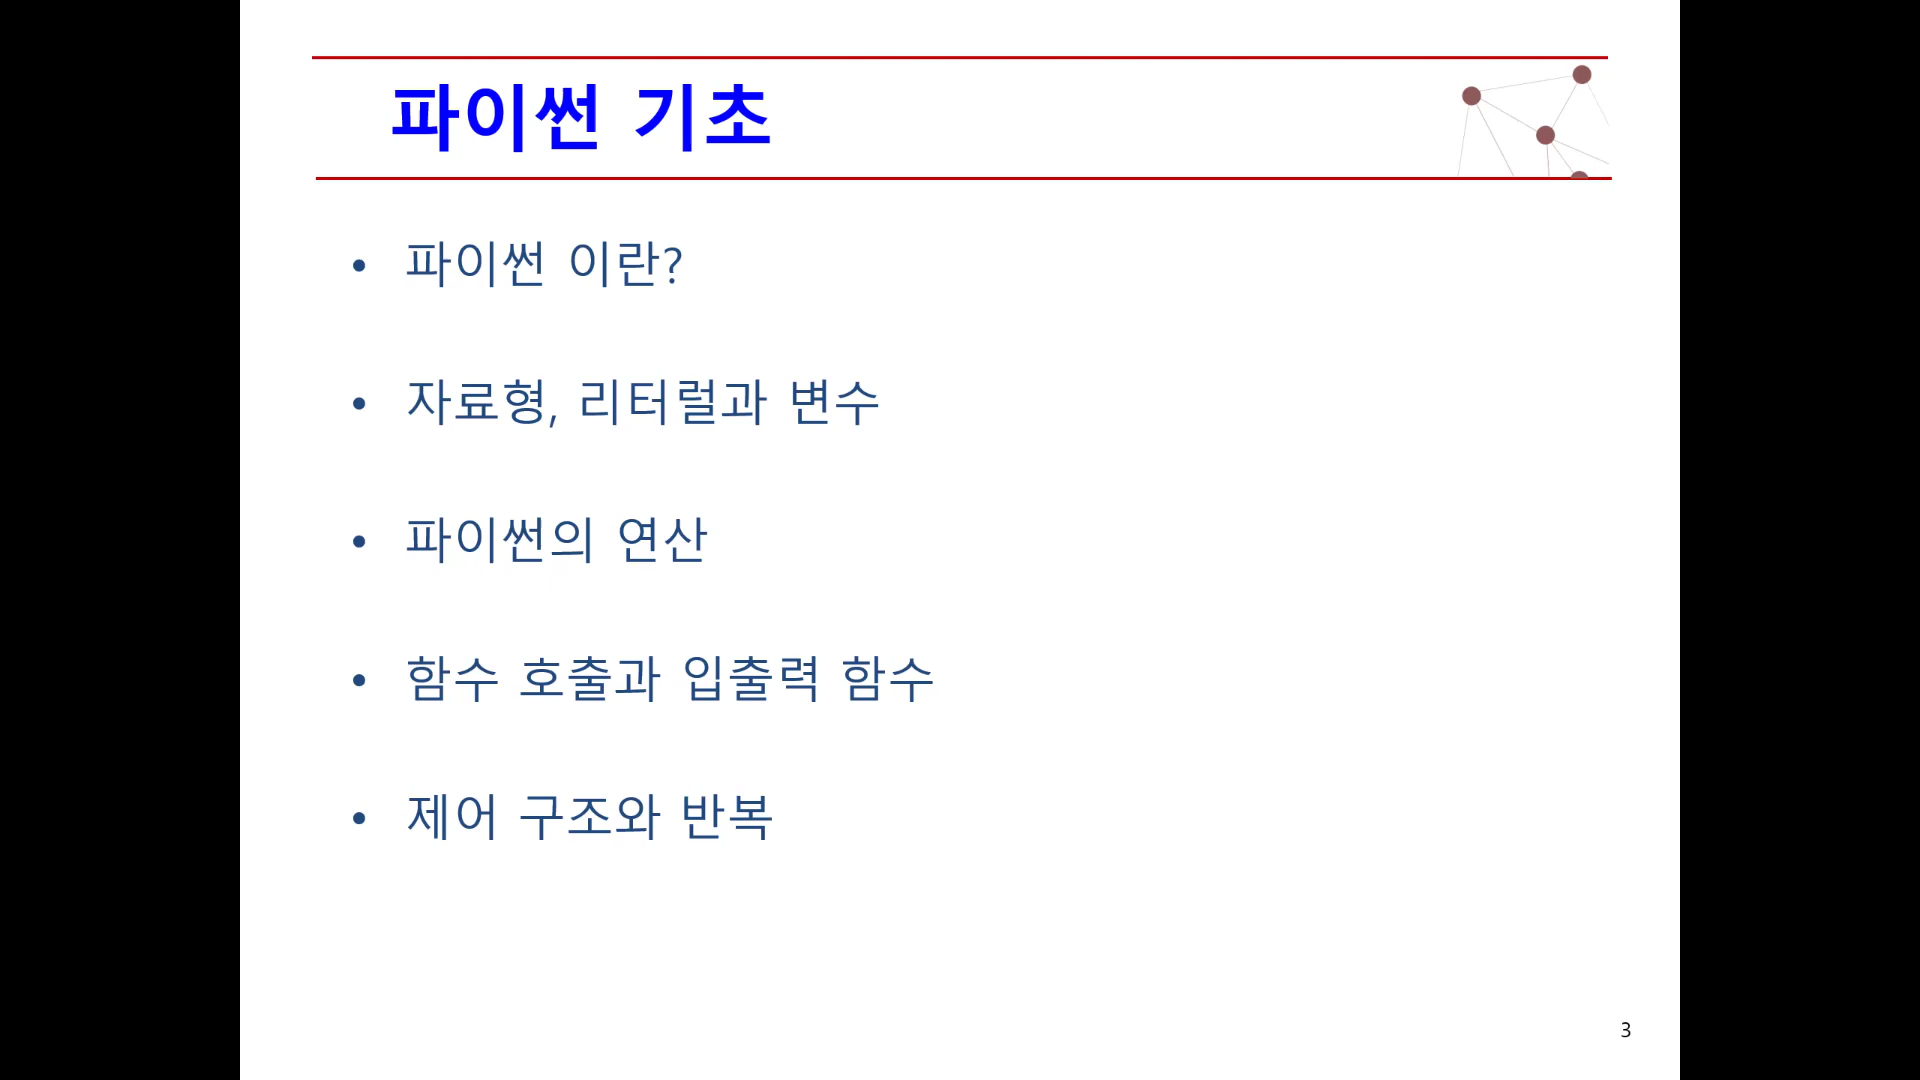 파이썬 기초
• 파이썬 이란?
• 자료형, 리터럴과 변수
• 파이썬의 연산
• 함수 호출과 입출력 함수
• 제어 구조와 반복
3